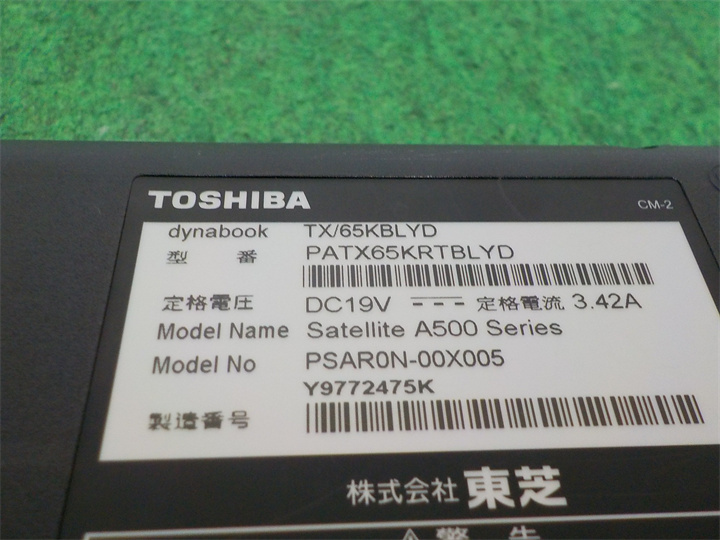 TOSHIBA CM-2
dynabook TX/65KBLYD
型 番 PATX65KRTBLYD
定格電圧 DC19V 定格電流 3.42A
Model Name Satellite A500 Series
Model No PSAR0N-00X005
Y9772475K
製造番号
株式会社 東芝
⚠ 警 告